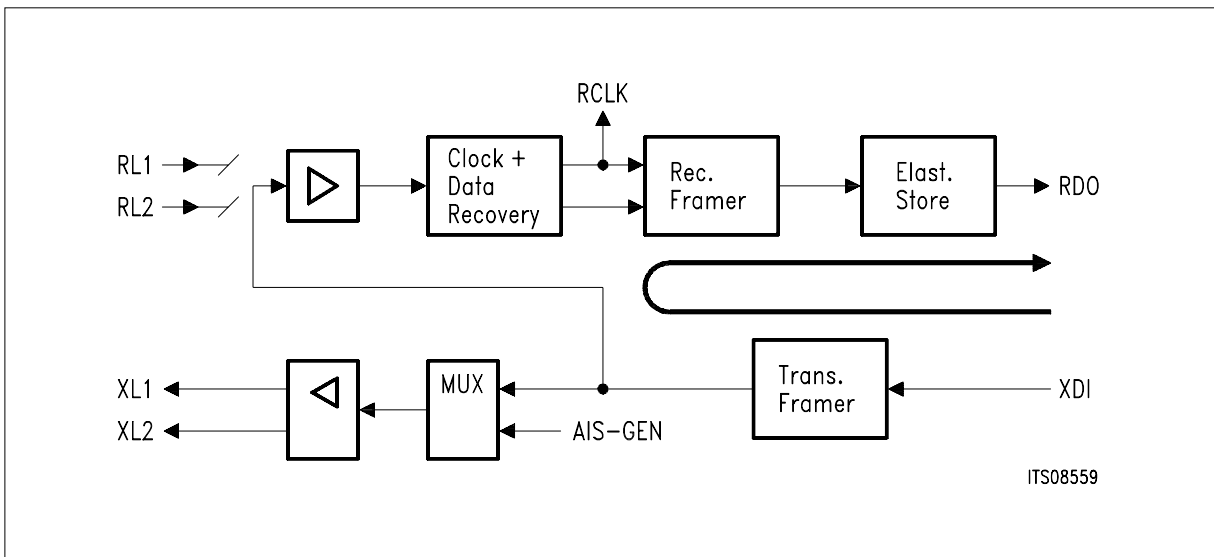 RCLK
RL1
RL2
Clock +
Data
Recovery
Rec.
Framer
Elast.
Store
RDO
XL1
XL2
MUX
AIS-GEN
Trans.
Framer
XDI
ITS08559